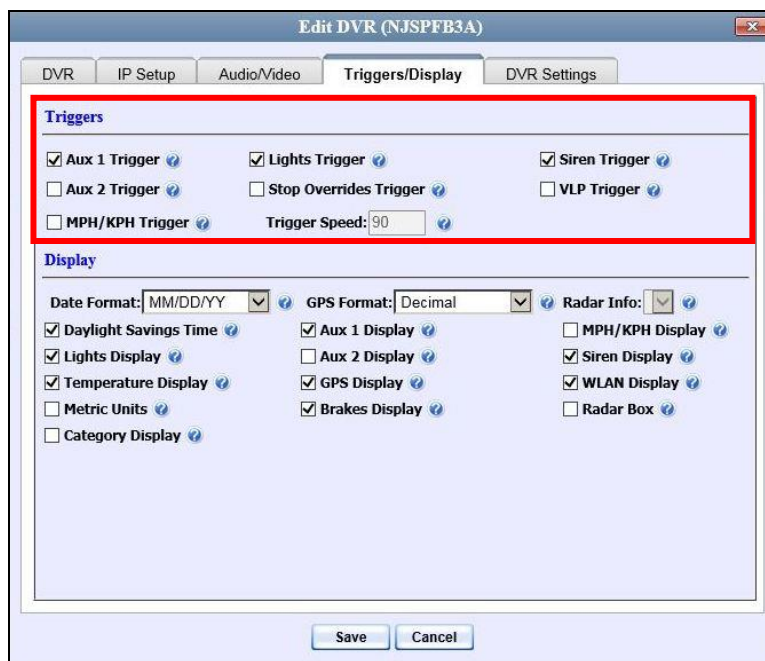 Edit DVR (NJSPFB3A)
DVR IP Setup Audio/Video Triggers/Display DVR Settings
Triggers
Aux 1 Trigger Lights Trigger Siren Trigger
Aux 2 Trigger Stop Overrides Trigger VLP Trigger
MPH/KPH Trigger Trigger Speed: 90
Display
Date Format: MM/DD/YY GPS Format: Decimal Radar Info:
Daylight Savings Time Aux 1 Display MPH/KPH Display
Lights Display Aux 2 Display Siren Display
Temperature Display GPS Display WLAN Display
Metric Units Brakes Display Radar Box
Category Display
Save Cancel